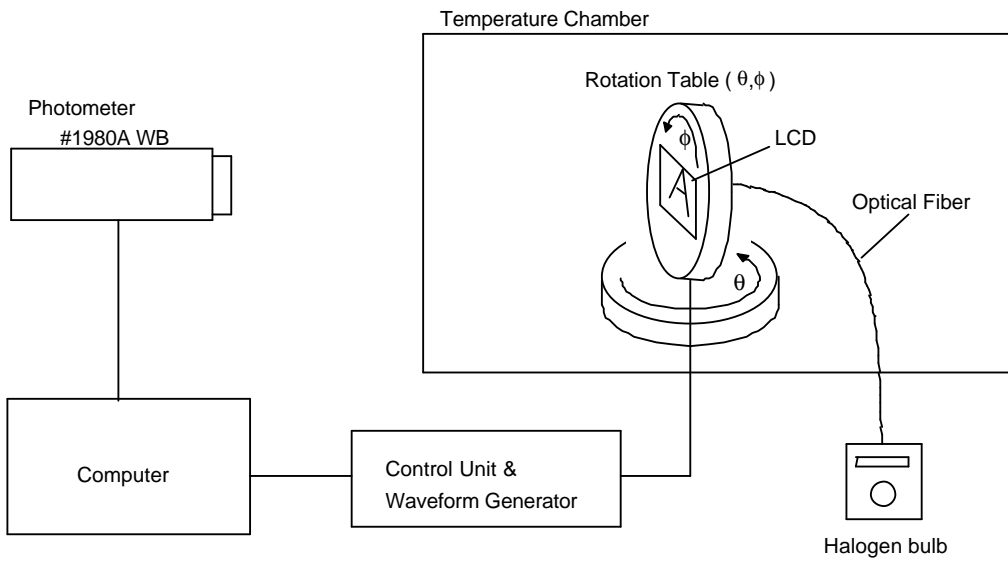 Temperature Chamber
Rotation Table ( θ,φ )
Photometer
#1980A WB
φ
LCD
A
Optical Fiber
θ
Computer
Control Unit &
Waveform Generator
Halogen bulb